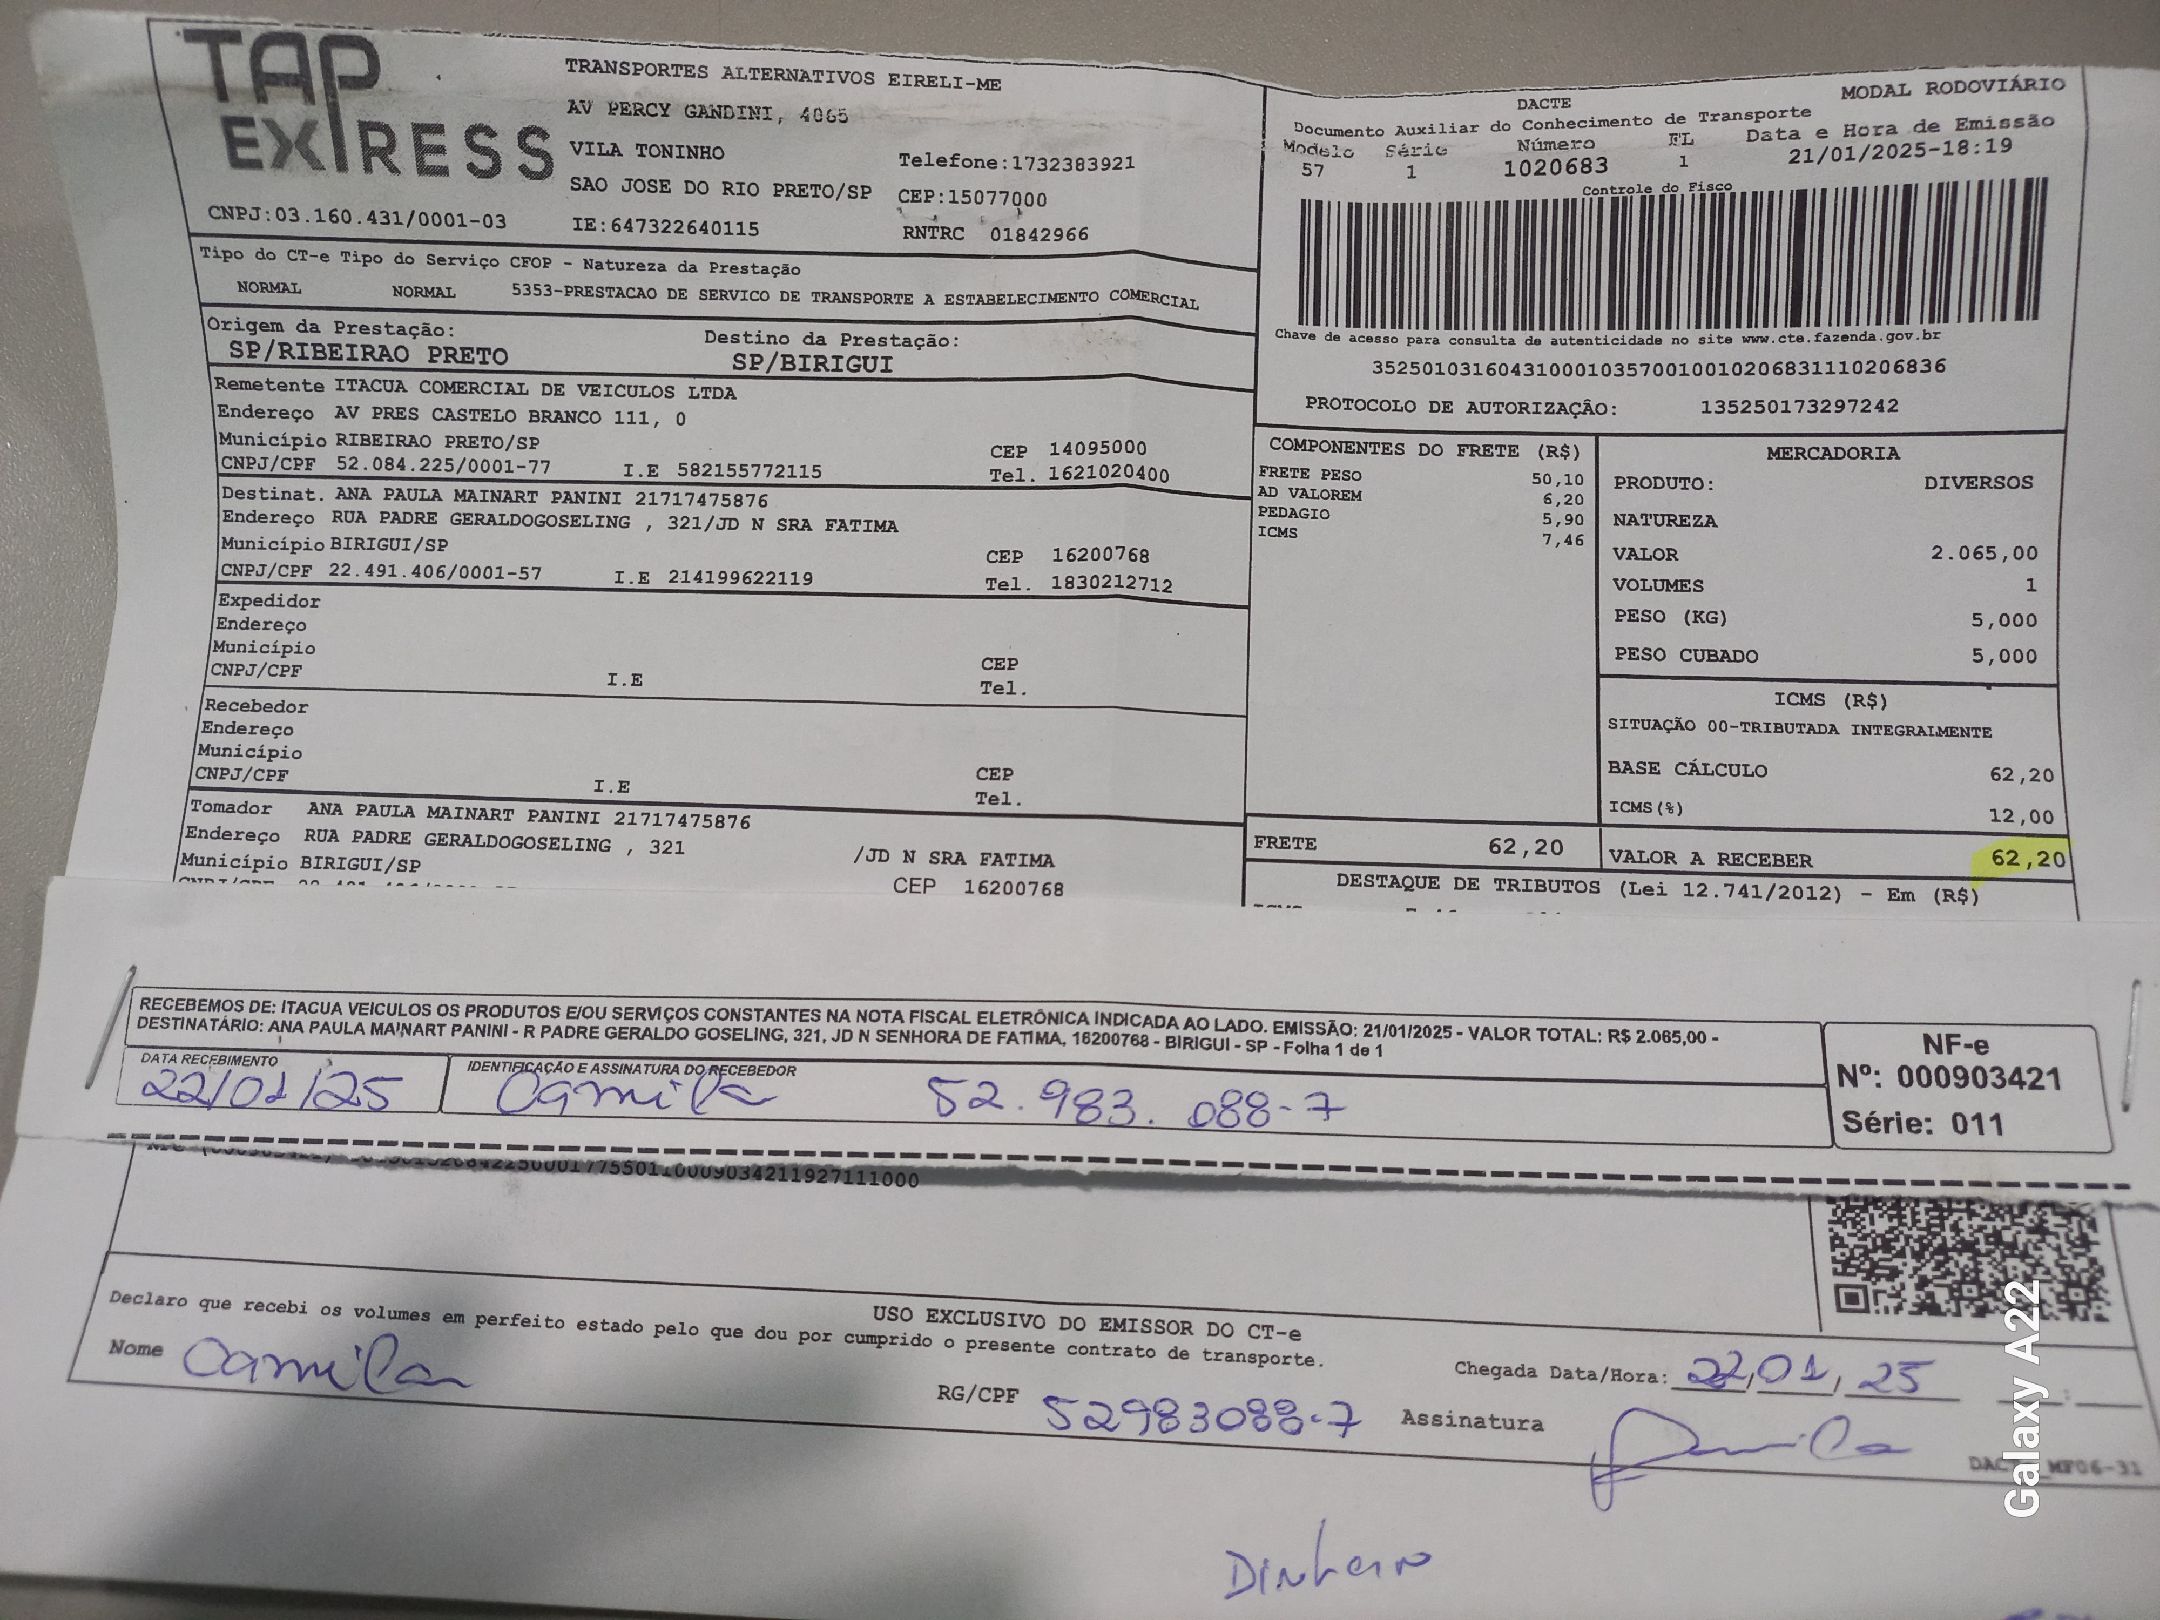 TAP
EXPRESS
TRANSPORTES ALTERNATIVOS EIRELI-ME
AV PERCY GANDINI, 4065
VILA TONINHO
Telefone:1732383921
SAO JOSE DO RIO PRETO/SP
CEP:15077000
CNPJ:03.160.431/0001-03
IE:647322640115
RNTRC 01842966
MODAL RODOVIÁRIO
DACTE
Documento Auxiliar do Conhecimento de Transporte
Modelo Série Número FL Data e Hora de Emissão
57 1 1020683 1 21/01/2025-18:19
Controle do Fisco
Chave de acesso para consulta de autenticidade no site www.cte.fazenda.gov.br
35250103160431000103570010010206831110206836
PROTOCOLO DE AUTORIZAÇÃO: 135250173297242
Tipo do CT-e Tipo do Serviço CFOP - Natureza da Prestação
NORMAL NORMAL 5353-PRESTACAO DE SERVICO DE TRANSPORTE A ESTABELECIMENTO COMERCIAL
Origem da Prestação: Destino da Prestação:
SP/RIBEIRAO PRETO SP/BIRIGUI
Remetente ITACUA COMERCIAL DE VEICULOS LTDA
Endereço AV PRES CASTELO BRANCO 111, 0
Município RIBEIRAO PRETO/SP CEP 14095000
CNPJ/CPF 52.084.225/0001-77 I.E 582155772115 Tel. 1621020400
Destinat. ANA PAULA MAINART PANINI 21717475876
Endereço RUA PADRE GERALDOGOSELING , 321/JD N SRA FATIMA
Município BIRIGUI/SP CEP 16200768
CNPJ/CPF 22.491.406/0001-57 I.E 214199622119 Tel. 1830212712
Expedidor
Endereço
Município CEP
CNPJ/CPF I.E Tel.
Recebedor
Endereço
Município CEP
CNPJ/CPF I.E Tel.
Tomador ANA PAULA MAINART PANINI 21717475876
Endereço RUA PADRE GERALDOGOSELING , 321 /JD N SRA FATIMA
Município BIRIGUI/SP CEP 16200768
COMPONENTES DO FRETE (R$)
FRETE PESO 50,10
AD VALOREM 6,20
PEDAGIO 5,90
ICMS 7,46
MERCADORIA
PRODUTO: DIVERSOS
NATUREZA
VALOR 2.065,00
VOLUMES 1
PESO (KG) 5,000
PESO CUBADO 5,000
ICMS (R$)
SITUAÇÃO 00-TRIBUTADA INTEGRALMENTE
BASE CÁLCULO 62,20
ICMS(%) 12,00
FRETE 62,20
VALOR A RECEBER 62,20
DESTAQUE DE TRIBUTOS (Lei 12.741/2012) - Em (R$)
RECEBEMOS DE: ITACUA VEICULOS OS PRODUTOS E/OU SERVIÇOS CONSTANTES NA NOTA FISCAL ELETRÔNICA INDICADA AO LADO. EMISSÃO: 21/01/2025 - VALOR TOTAL: R$ 2.065,00 -
DESTINATÁRIO: ANA PAULA MAINART PANINI - R PADRE GERALDO GOSELING, 321, JD N SENHORA DE FATIMA, 16200768 - BIRIGUI - SP - Folha 1 de 1
DATA RECEBIMENTO IDENTIFICAÇÃO E ASSINATURA DO RECEBEDOR
22/01/25 Camila 52.983.088-7
NF-e
Nº: 000903421
Série: 011
USO EXCLUSIVO DO EMISSOR DO CT-e
Declaro que recebi os volumes em perfeito estado pelo que dou por cumprido o presente contrato de transporte.
Nome Camila
RG/CPF 52983088-7
Chegada Data/Hora: 22,01,25
Assinatura Camila
Dinheiro
Galaxy A22